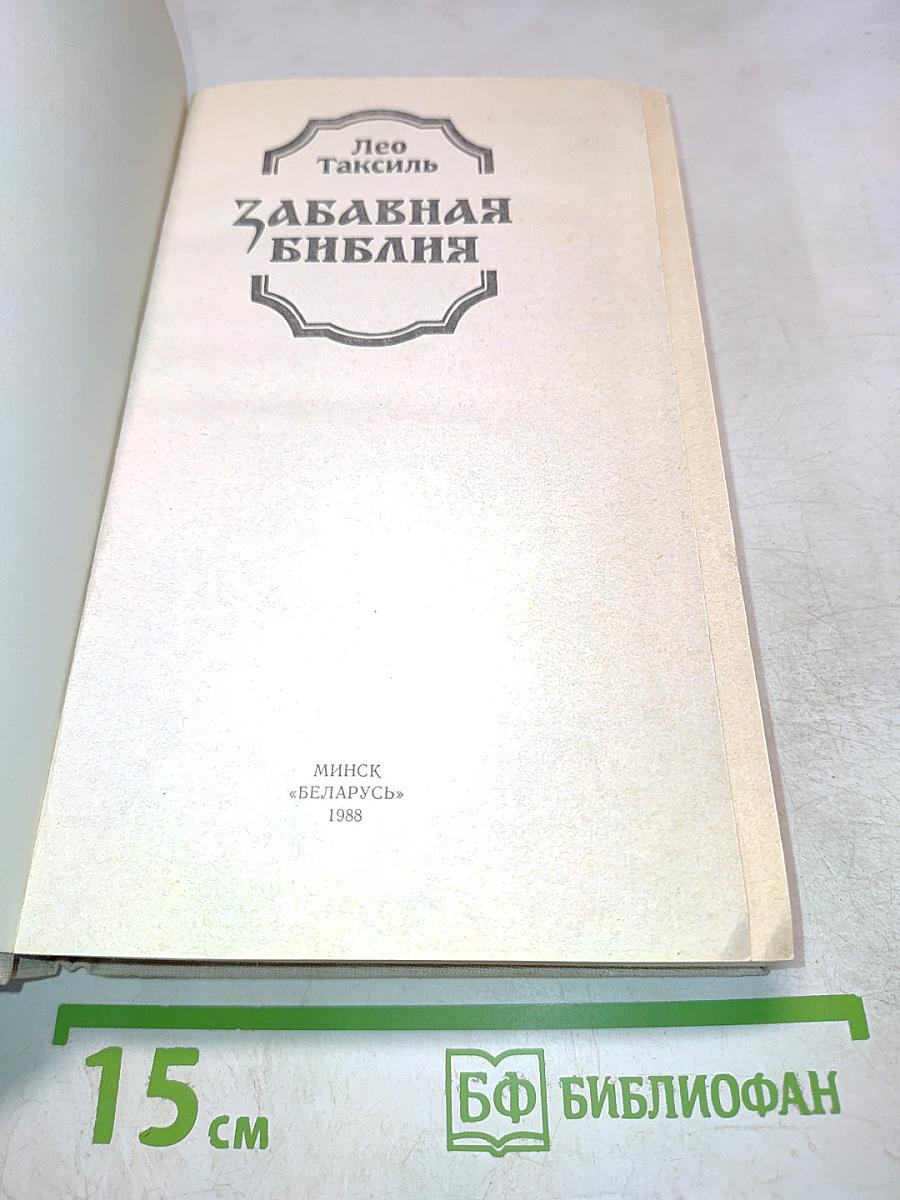 Лео
Таксиль
ЗАБАВНАЯ
БИБЛИЯ
МИНСК
«БЕЛАРУСЬ»
1988
15 см
БФ БИБЛИОФАН